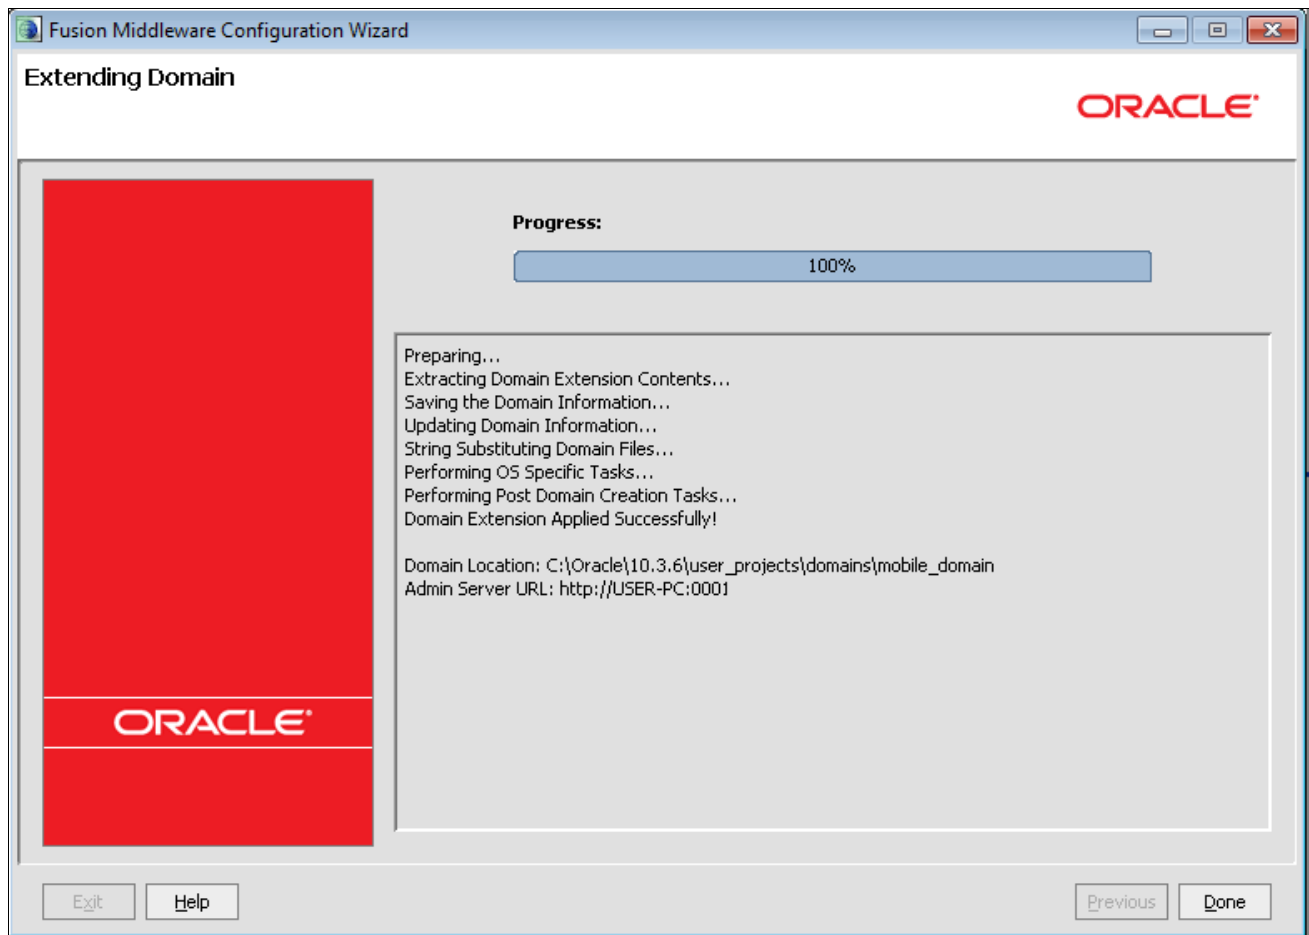 Fusion Middleware Configuration Wizard
Extending Domain
ORACLE
Progress:
100%
Preparing...
Extracting Domain Extension Contents...
Saving the Domain Information...
Updating Domain Information...
String Substituting Domain Files...
Performing OS Specific Tasks...
Performing Post Domain Creation Tasks...
Domain Extension Applied Successfully!
Domain Location: C:\Oracle\10.3.6\user_projects\domains\mobile_domain
Admin Server URL: http://USER-PC:0001
ORACLE
Exit
Help
Previous
Done